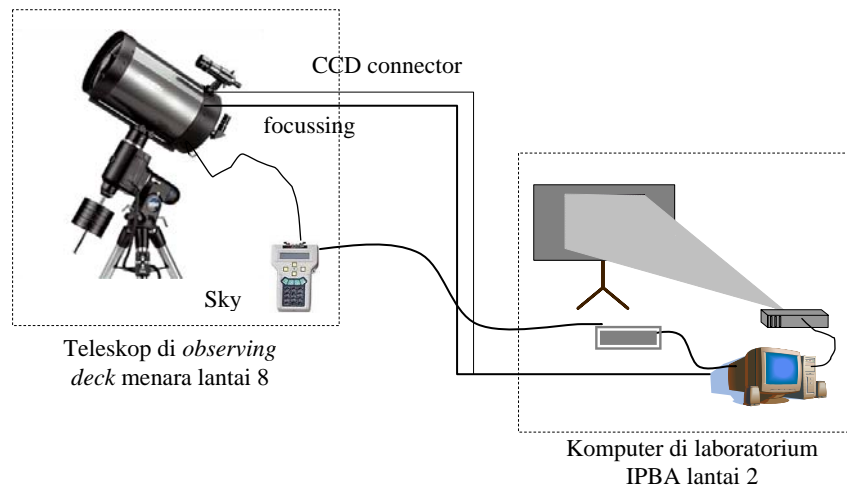 CCD connector
focussing
Sky
Teleskop di observing
deck menara lantai 8
Komputer di laboratorium
IPBA lantai 2